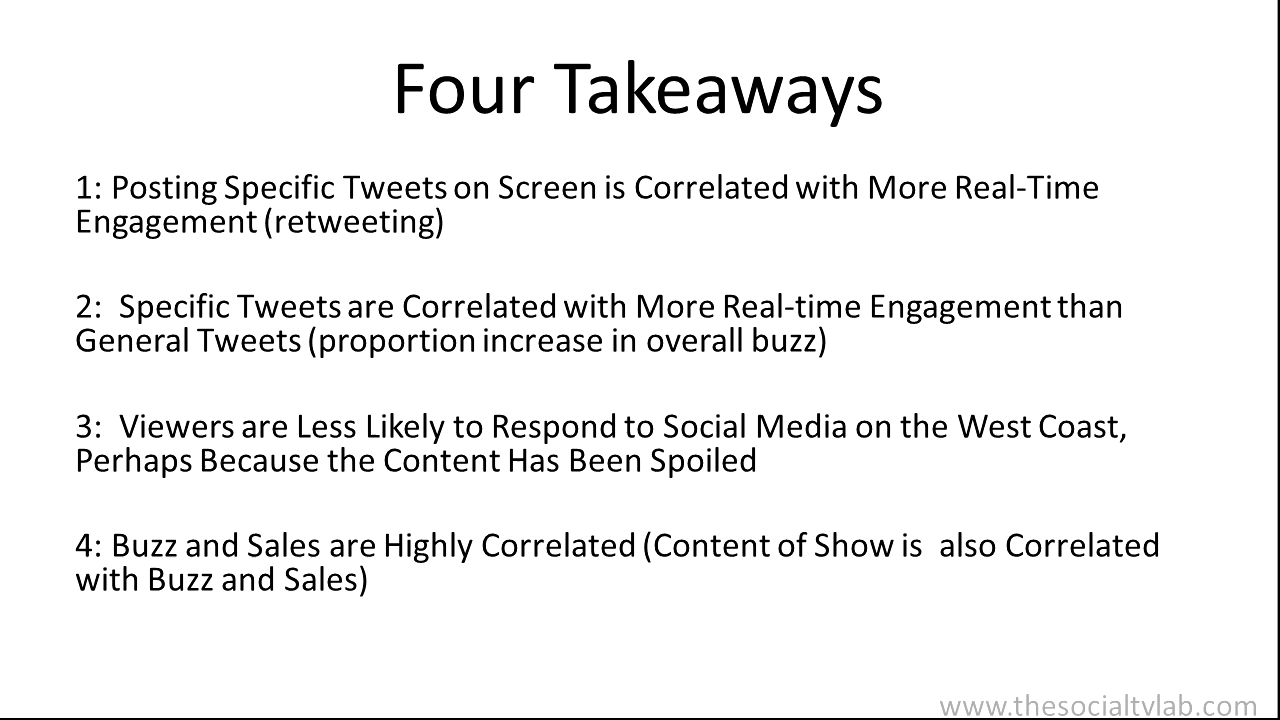 Four Takeaways
1: Posting Specific Tweets on Screen is Correlated with More Real-Time
Engagement (retweeting)
2:  Specific Tweets are Correlated with More Real-time Engagement than
General Tweets (proportion increase in overall buzz)
3:  Viewers are Less Likely to Respond to Social Media on the West Coast,
Perhaps Because the Content Has Been Spoiled
4: Buzz and Sales are Highly Correlated (Content of Show is  also Correlated
with Buzz and Sales)
www.thesocialtvlab.com